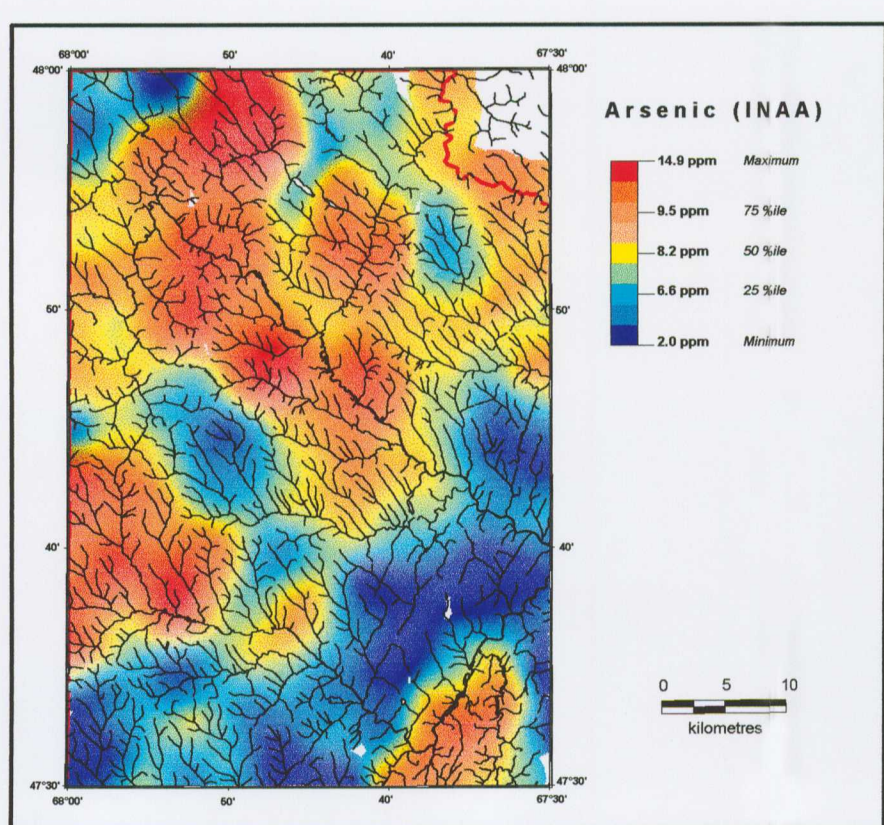 68°00' 50' 40' 67°30'
48°00' 48°00'
Arsenic (INAA)
14.9 ppm Maximum
9.5 ppm 75 %ile
8.2 ppm 50 %ile
6.6 ppm 25 %ile
2.0 ppm Minimum
50' 50'
40' 40'
0 5 10
kilometres
47°30' 47°30'
68°00' 50' 40' 67°30'